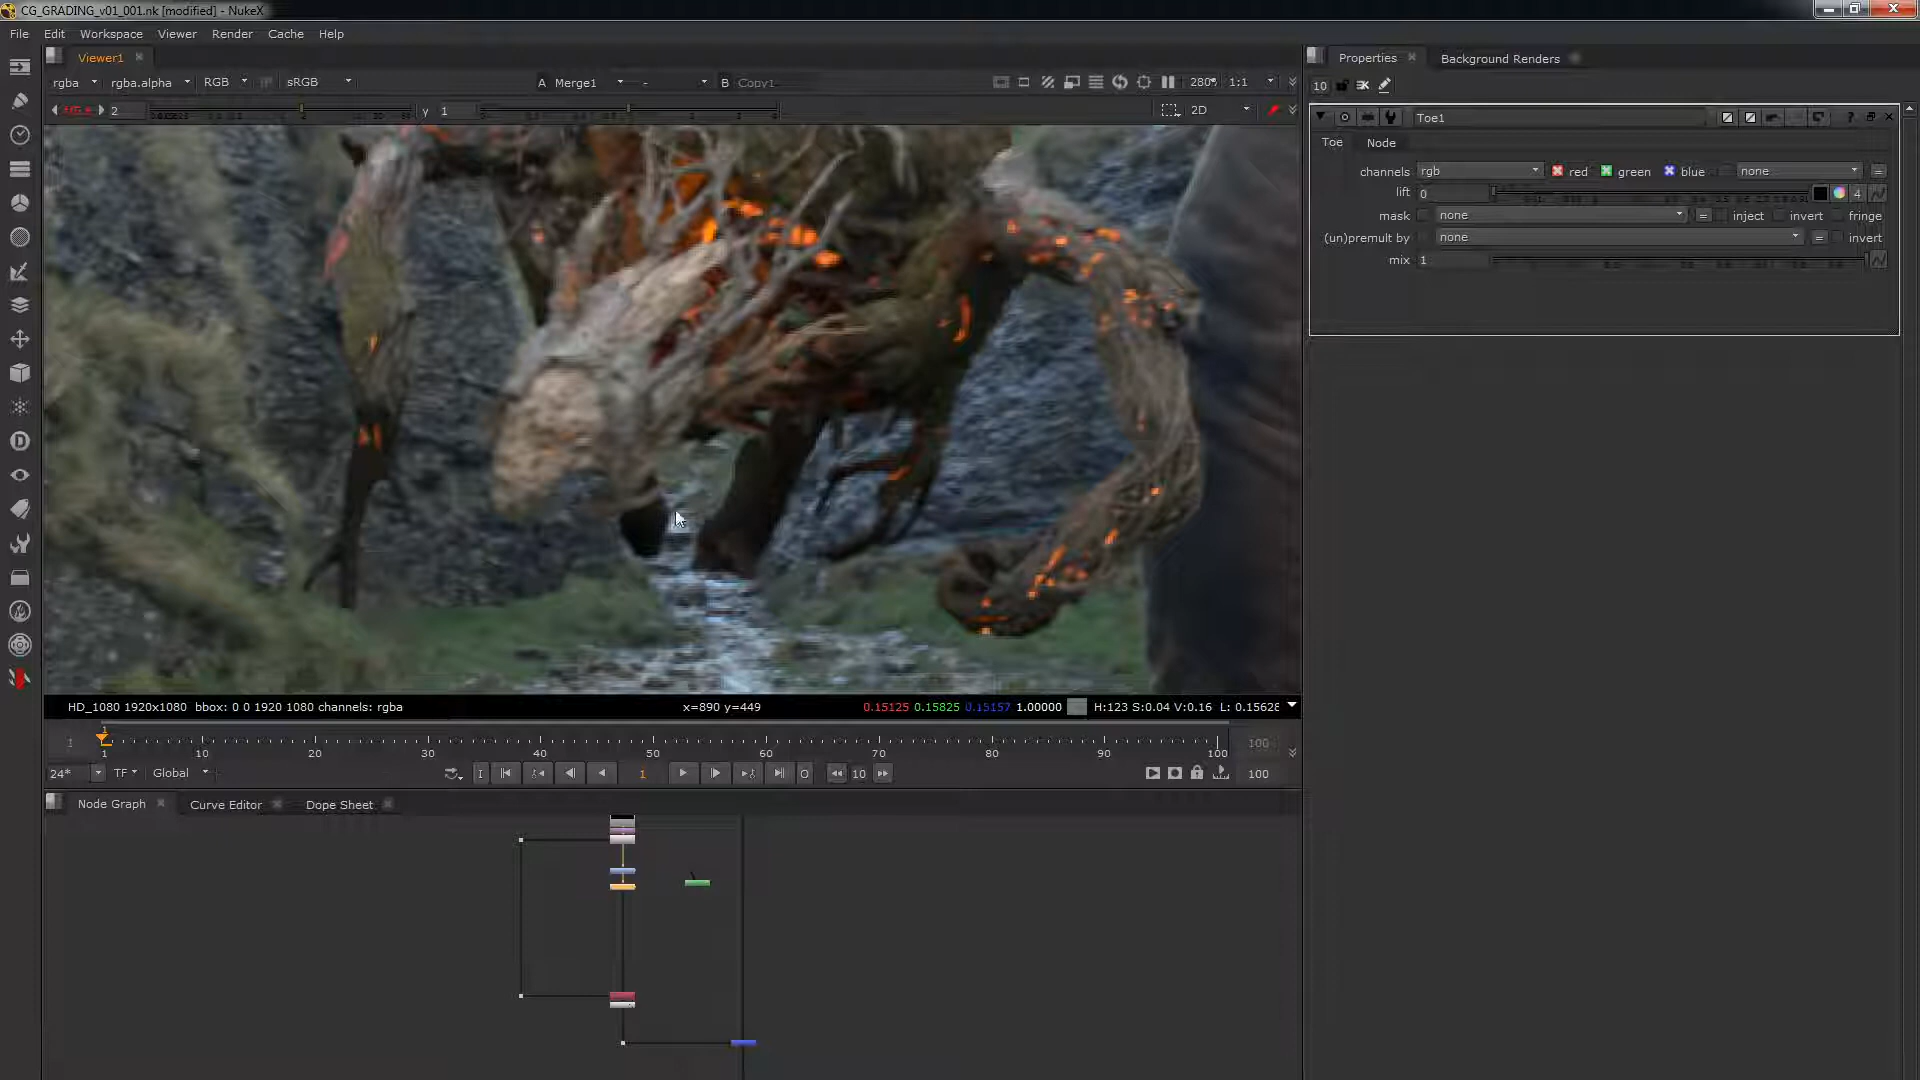 CG_GRADING_v01_001.nk [modified] - NukeX
File Edit Workspace Viewer Render Cache Help
Viewer1
rgba rgba.alpha RGB sRGB A Merge1 - B Copy1 280* 1:1
2 y 1 2D
HD_1080 1920x1080 bbox: 0 0 1920 1080 channels: rgba x=890 y=449 0.15125 0.15825 0.15157 1.00000 H:123 S:0.04 V:0.16 L: 0.15628
1
1 1 10 20 30 40 50 60 70 80 90 100 100
24* TF Global 1 10 100
Node Graph Curve Editor Dope Sheet
Properties Background Renders
10
Toe1
Toe Node
channels rgb red green blue none =
lift 0 4
mask none = inject invert fringe
(un)premult by none = invert
mix 1